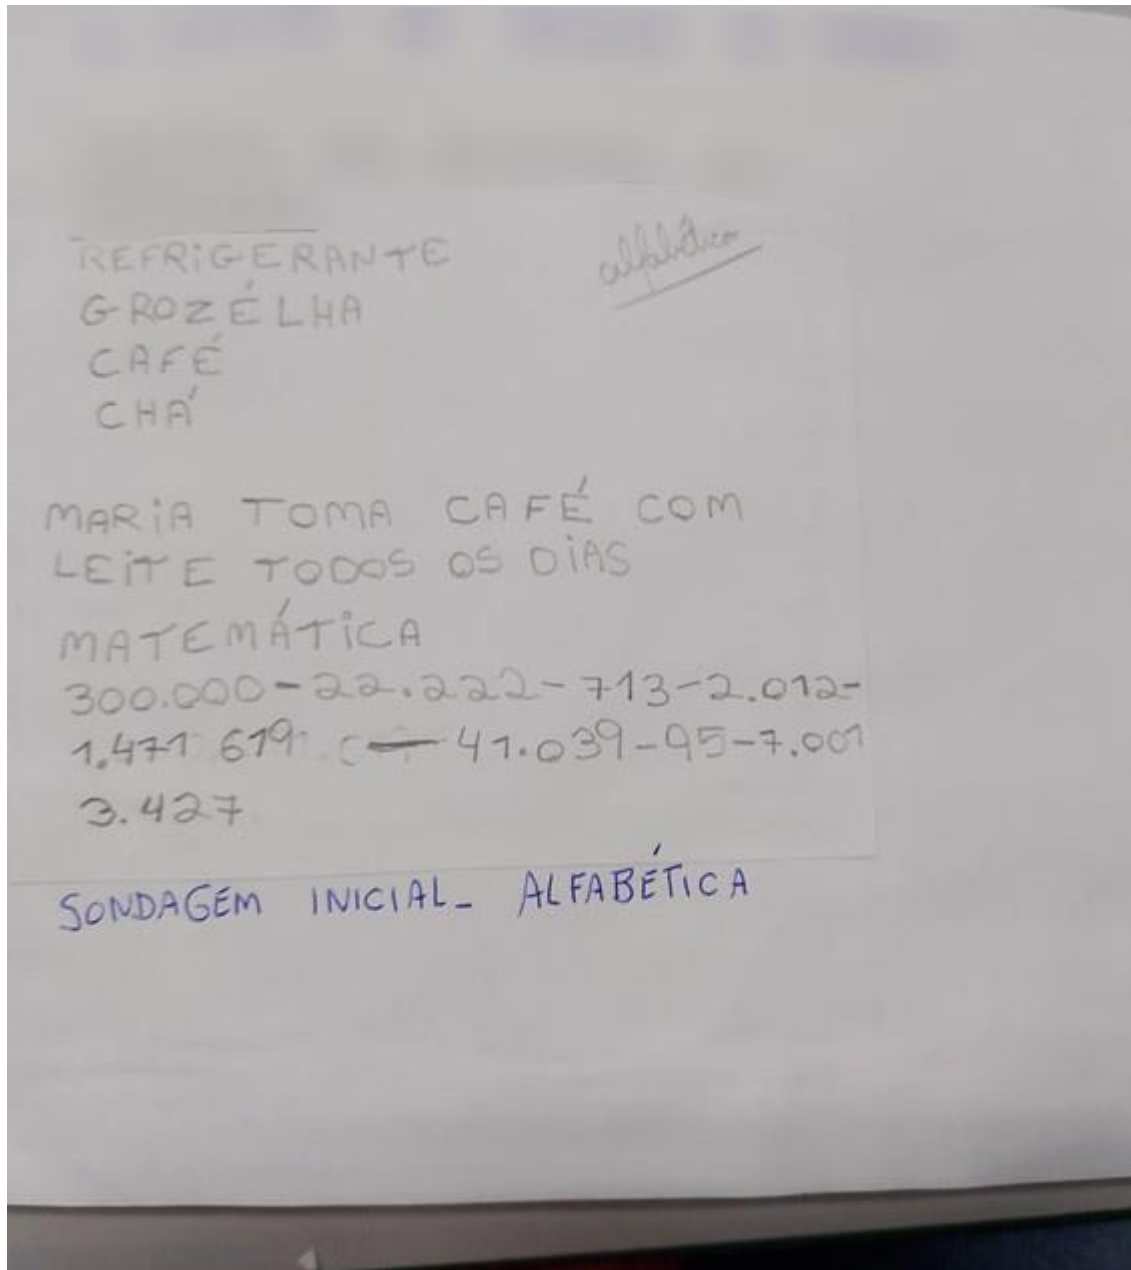 REFRiGERANTE
alfabética
GROZÉLHA
CAFÉ
CHÁ
MARiA TOMA CAFÉ COM
LEiTE TODOS OS DiAS
MATEMÁTiCA
300.000-22.222-713-2.012-
1.471 619 - 41.039-95-7.001
3.427
SONDAGEM INICIAL_ ALFABÉTICA